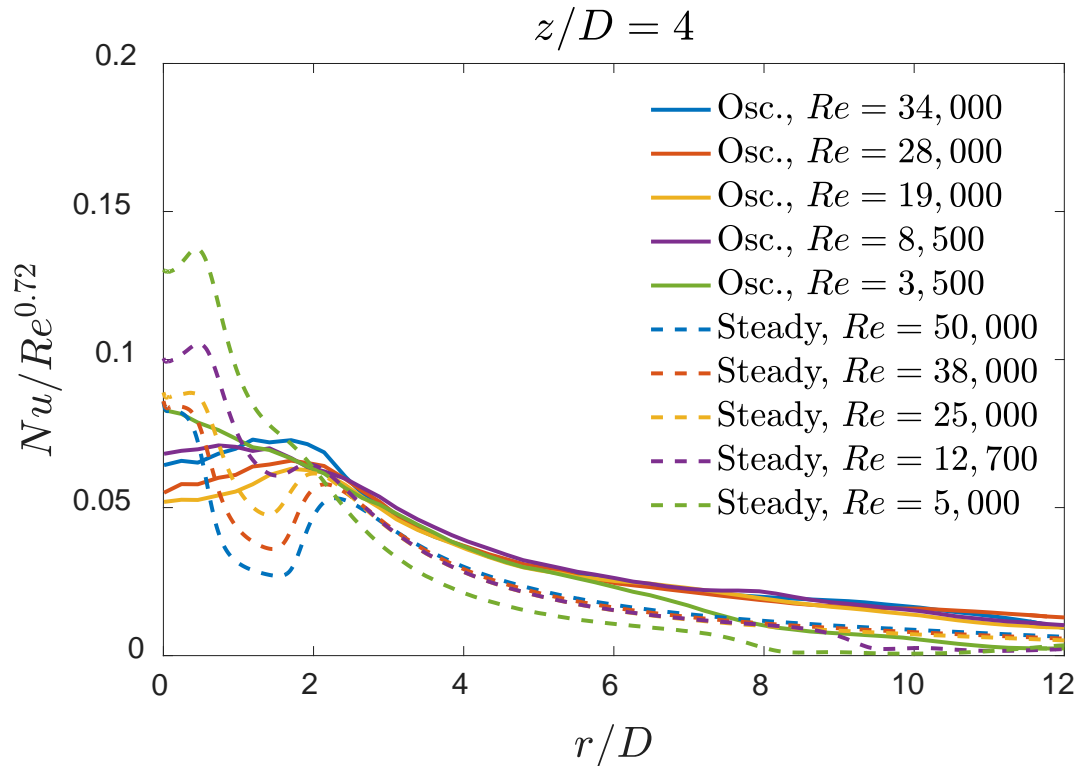 z/D = 4
0.2
0.15
0.1
0.05
0
Nu/Re^0.72
Osc., Re = 34,000
Osc., Re = 28,000
Osc., Re = 19,000
Osc., Re = 8,500
Osc., Re = 3,500
Steady, Re = 50,000
Steady, Re = 38,000
Steady, Re = 25,000
Steady, Re = 12,700
Steady, Re = 5,000
0 2 4 6 8 10 12
r/D